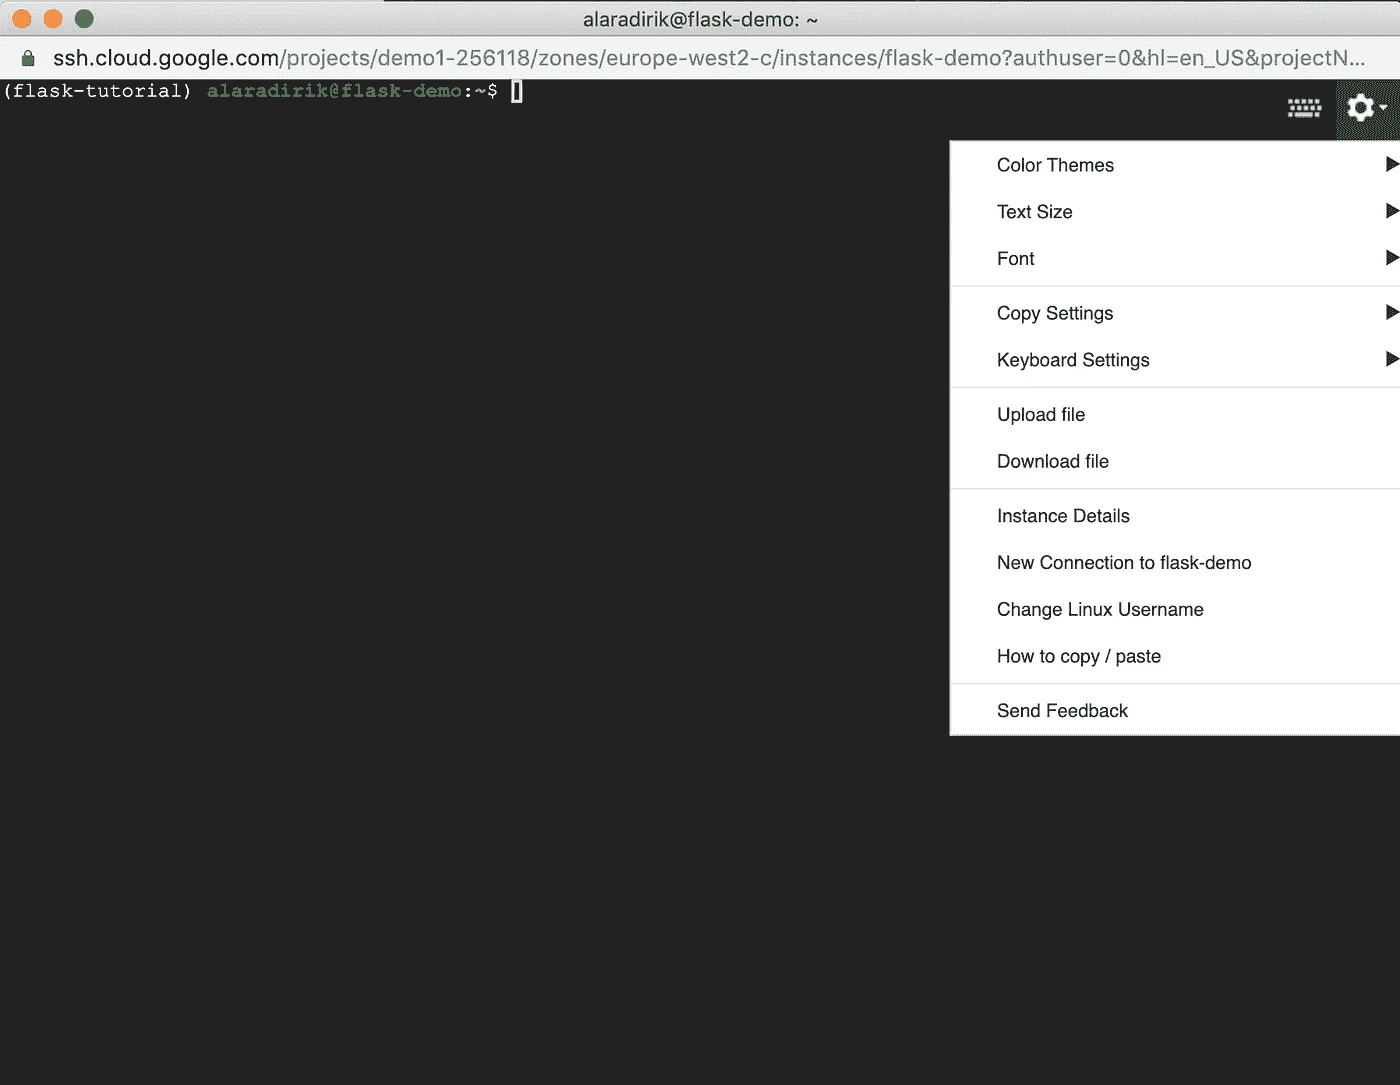 alaradirik@flask-demo: ~
ssh.cloud.google.com/projects/demo1-256118/zones/europe-west2-c/instances/flask-demo?authuser=0&hl=en_US&projectN...
(flask-tutorial) alaradirik@flask-demo:~$
Color Themes
Text Size
Font
Copy Settings
Keyboard Settings
Upload file
Download file
Instance Details
New Connection to flask-demo
Change Linux Username
How to copy / paste
Send Feedback